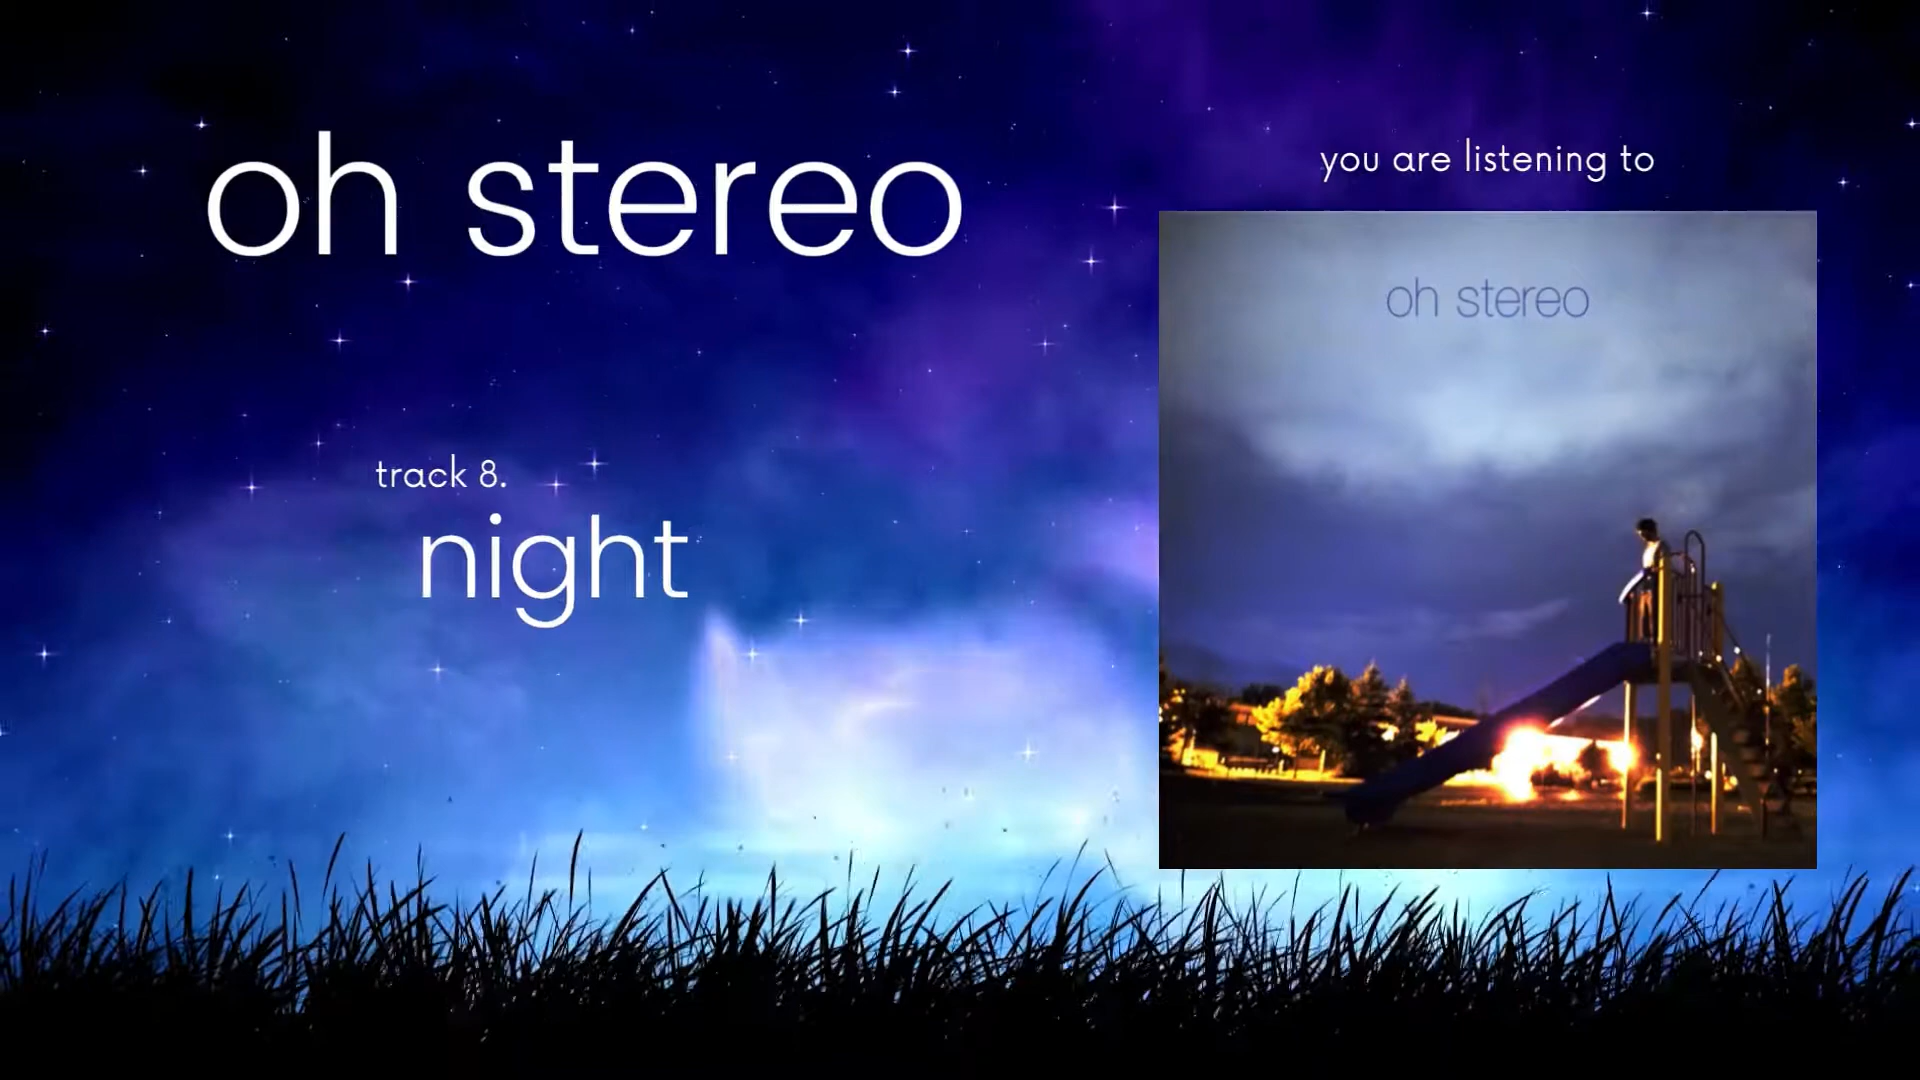 oh stereo
track 8.
night
you are listening to
oh stereo